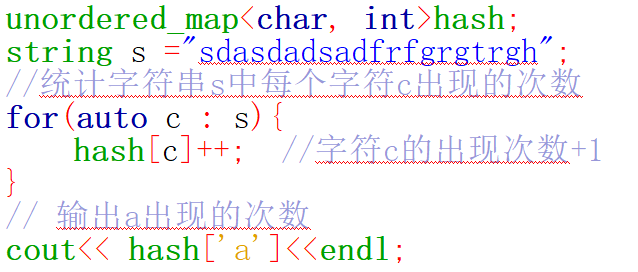 unordered_map<char, int>hash;
string s ="sdasdadsadfrfgrgtrgh";
//统计字符串s中每个字符c出现的次数
for(auto c : s){
    hash[c]++;  //字符c的出现次数+1
}
// 输出a出现的次数
cout<< hash['a']<<endl;